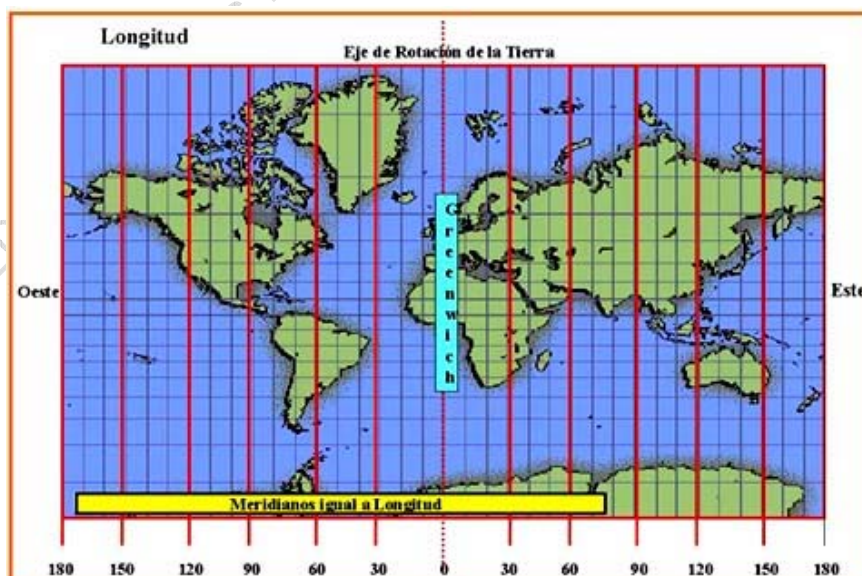 Longitud
Eje de Rotación de la Tierra
Greenwich
Oeste
Este
Meridianos igual a Longitud
180 150 120 90 60 30 0 30 60 90 120 150 180